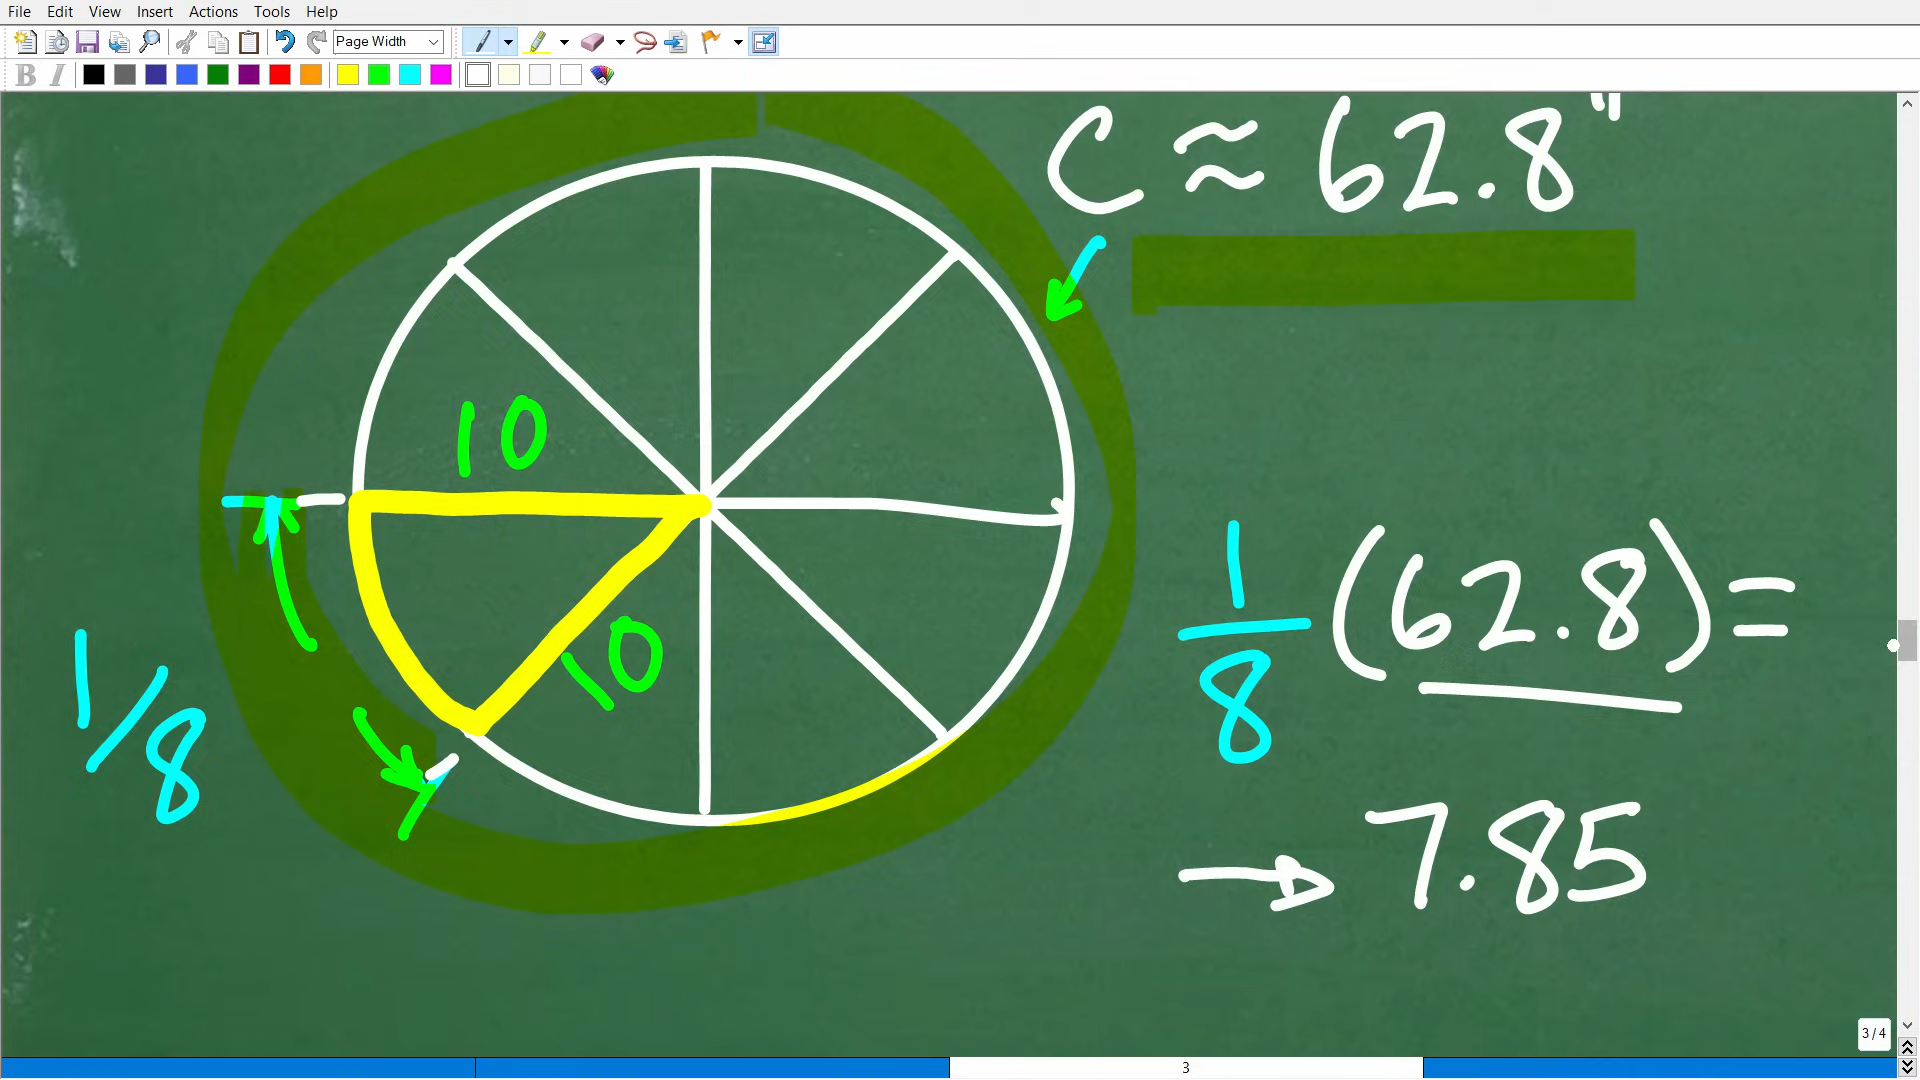 File Edit View Insert Actions Tools Help
Page Width
B I
C ≈ 62.8"
10
10
1/8
1/8 (62.8) =
→ 7.85
3 / 4
3